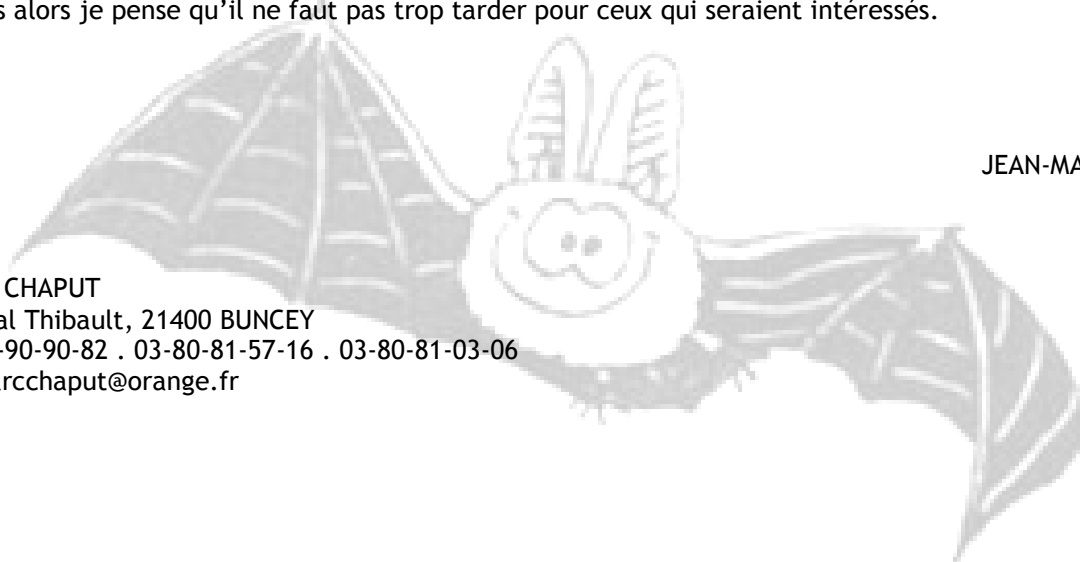 s alors je pense qu'il ne faut pas trop tarder pour ceux qui seraient intéressés.
JEAN-MA
CHAPUT
al Thibault, 21400 BUNCEY
-90-90-82 . 03-80-81-57-16 . 03-80-81-03-06
rcchaput@orange.fr